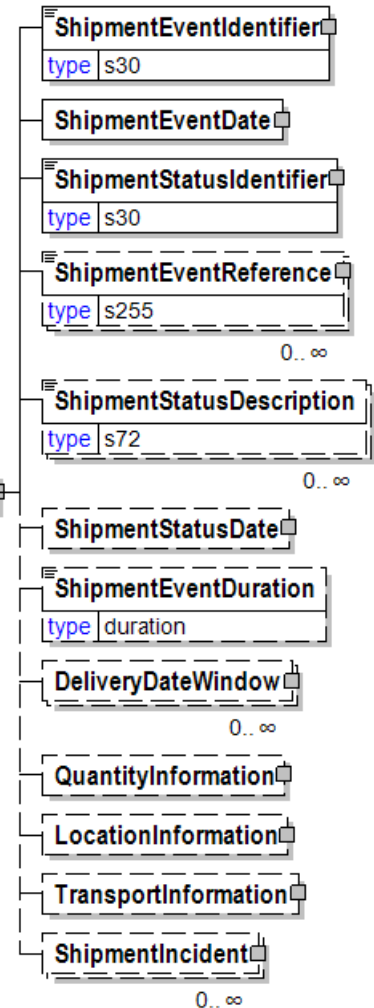 ShipmentEventIdentifier
type s30
ShipmentEventDate
ShipmentStatusIdentifier
type s30
ShipmentEventReference
type s255
0.. ∞
ShipmentStatusDescription
type s72
0.. ∞
ShipmentStatusDate
ShipmentEventDuration
type duration
DeliveryDateWindow
0.. ∞
QuantityInformation
LocationInformation
TransportInformation
ShipmentIncident
0.. ∞